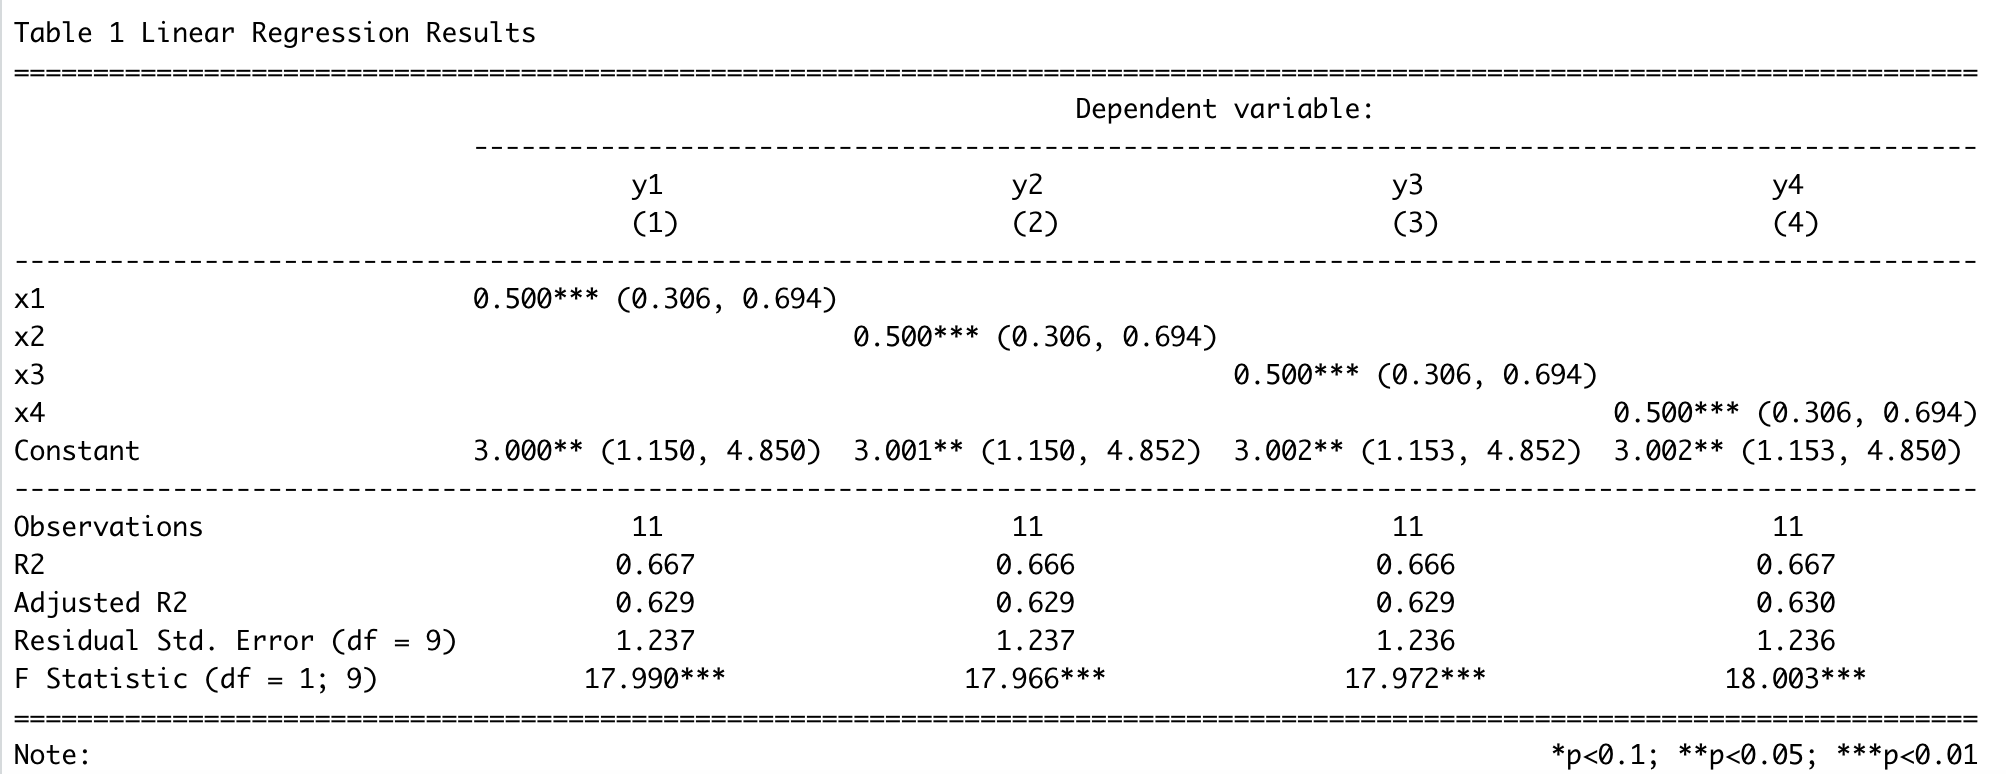 Table 1 Linear Regression Results
============================================================================================================================
Dependent variable:
-----------------------------------------------------------------------------------------------
y1 y2 y3 y4
(1) (2) (3) (4)
----------------------------------------------------------------------------------------------------------------------------
x1 0.500*** (0.306, 0.694)
x2 0.500*** (0.306, 0.694)
x3 0.500*** (0.306, 0.694)
x4 0.500*** (0.306, 0.694)
Constant 3.000** (1.150, 4.850) 3.001** (1.150, 4.852) 3.002** (1.153, 4.852) 3.002** (1.153, 4.850)
----------------------------------------------------------------------------------------------------------------------------
Observations 11 11 11 11
R2 0.667 0.666 0.666 0.667
Adjusted R2 0.629 0.629 0.629 0.630
Residual Std. Error (df = 9) 1.237 1.237 1.236 1.236
F Statistic (df = 1; 9) 17.990*** 17.966*** 17.972*** 18.003***
============================================================================================================================
Note: *p<0.1; **p<0.05; ***p<0.01